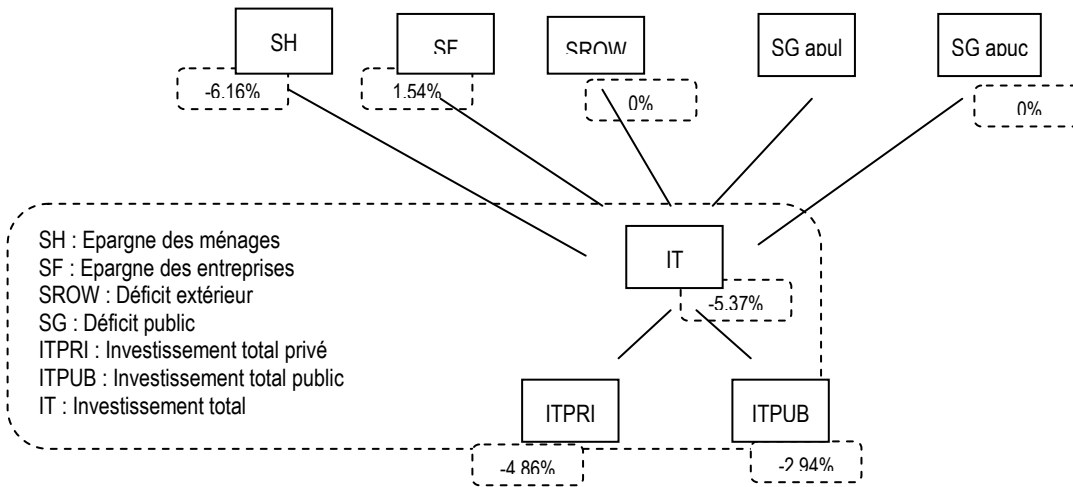 SH
SF
SROW
SG apul
SG apuc
-6.16%
1.54%
0%
0%
SH : Epargne des ménages
SF : Epargne des entreprises
SROW : Déficit extérieur
SG : Déficit public
ITPRI : Investissement total privé
ITPUB : Investissement total public
IT : Investissement total
IT
-5.37%
ITPRI
ITPUB
-4.86%
-2.94%